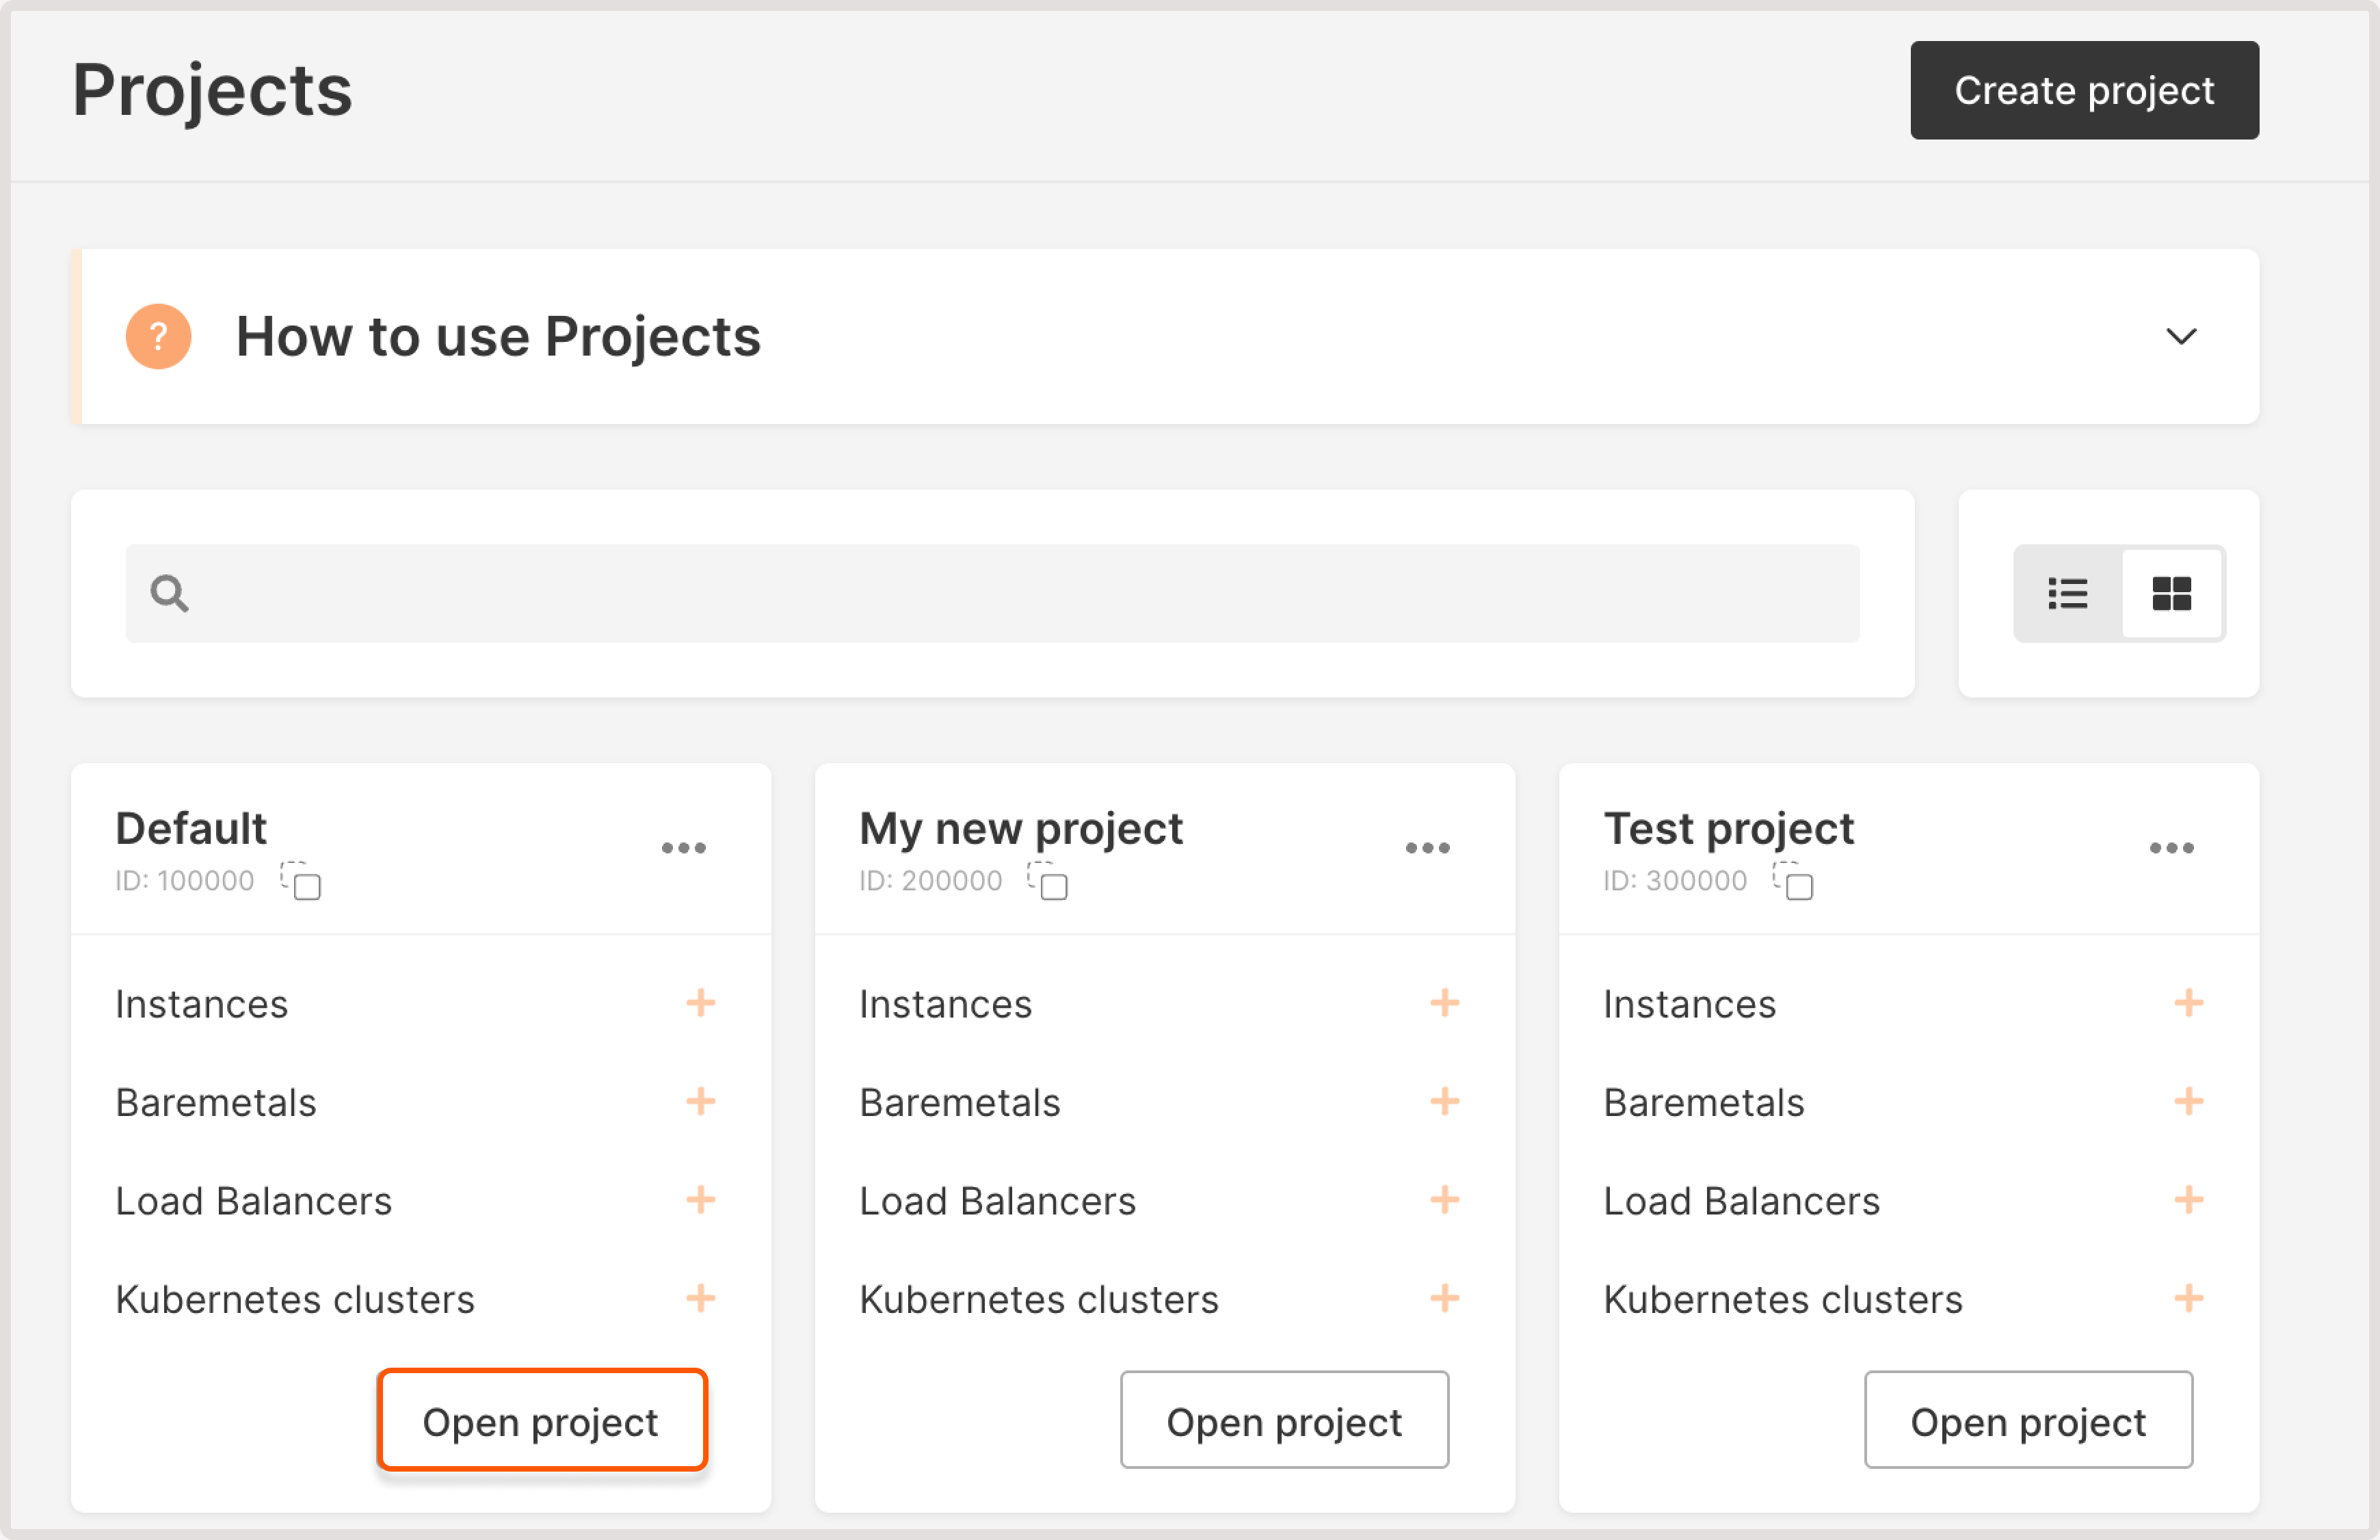 Projects
Create project
? How to use Projects
Default
ID: 100000
Instances
Baremetals
Load Balancers
Kubernetes clusters
Open project
My new project
ID: 200000
Instances
Baremetals
Load Balancers
Kubernetes clusters
Open project
Test project
ID: 300000
Instances
Baremetals
Load Balancers
Kubernetes clusters
Open project